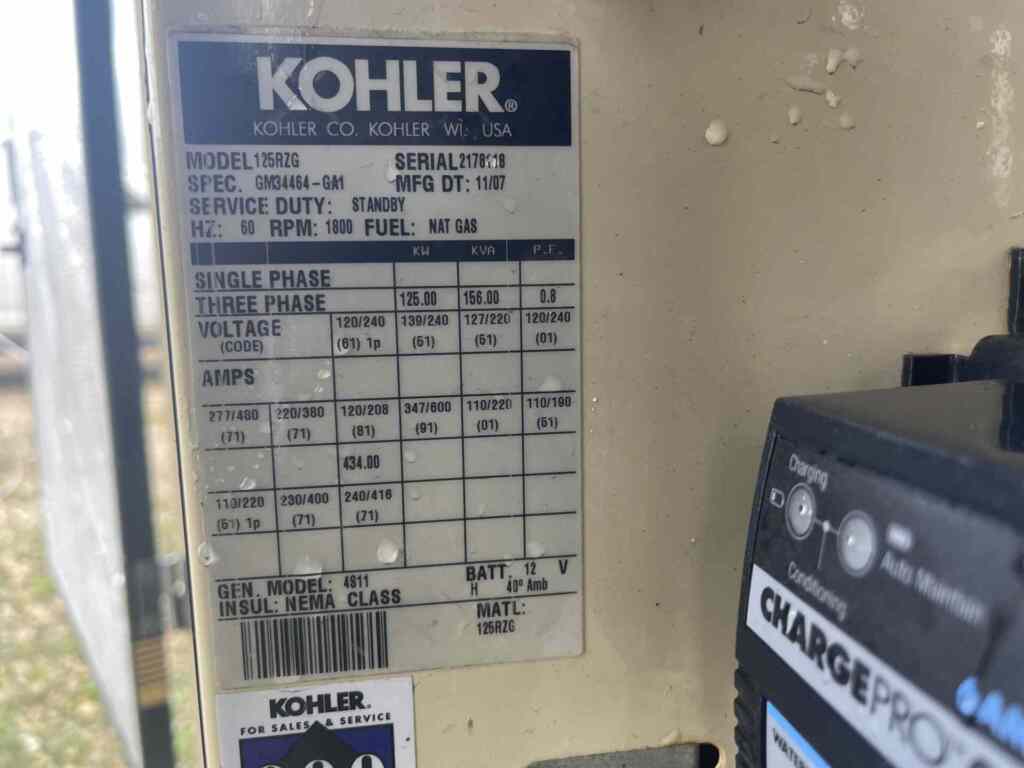 KOHLER®
KOHLER CO. KOHLER WI. USA
MODEL 125RZG SERIAL
SPEC. GM34464-GA1 MFG DT: 11/07
SERVICE DUTY: STANDBY
HZ: 60 RPM: 1800 FUEL: NAT GAS
KW KVA P.F.
SINGLE PHASE
THREE PHASE 125.00 156.00 0.8
VOLTAGE 120/240 139/240 127/220 120/240
(CODE) (61) 1p (61) (61) (01)
AMPS
277/480 220/380 120/208 347/600 110/220 110/190
(71) (71) (81) (91) (01) (61)
434.00
110/220 230/400 240/416
(61) 1p (71) (71)
GEN. MODEL: 4S11 BATT. 12 V
INSUL: NEMA CLASS H 40° Amb
MATL:
125RZG
KOHLER®
FOR SALES & SERVICE
Charging
Auto Maintain
Conditioning
CHARGEPRO
WATER